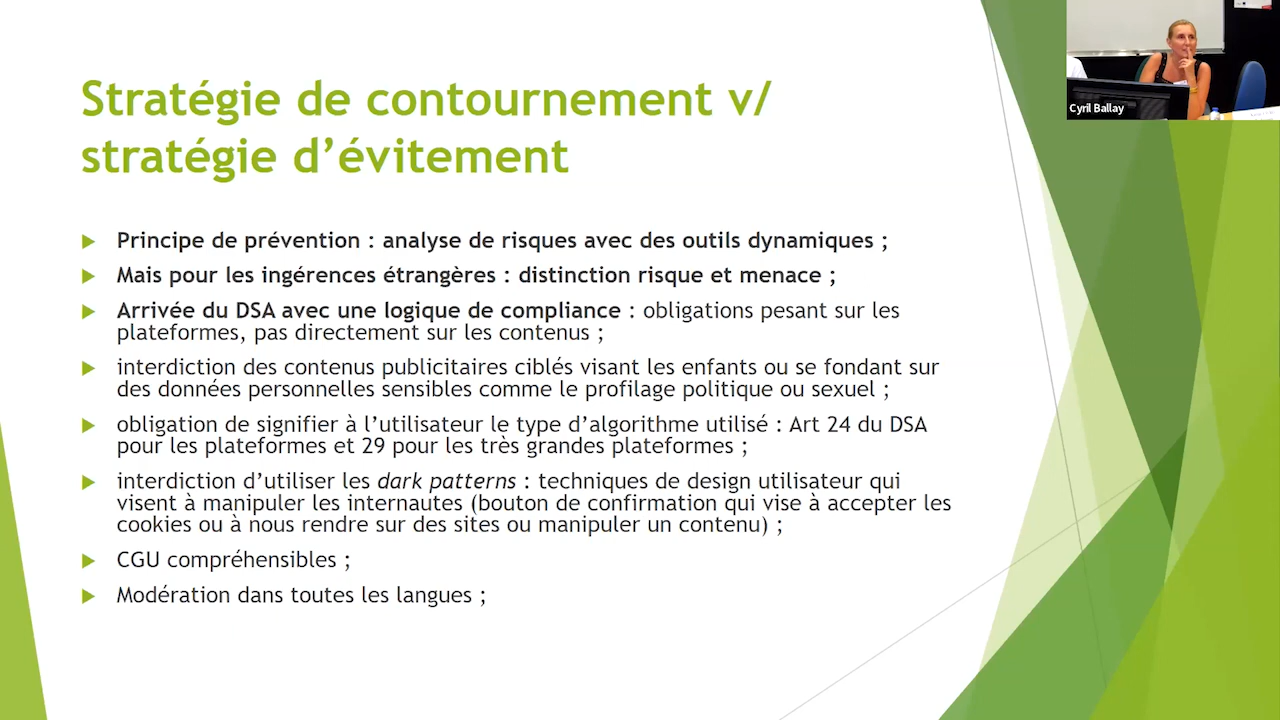 Stratégie de contournement v/
stratégie d’évitement
Principe de prévention : analyse de risques avec des outils dynamiques ;
Mais pour les ingérences étrangères : distinction risque et menace ;
Arrivée du DSA avec une logique de compliance : obligations pesant sur les
plateformes, pas directement sur les contenus ;
interdiction des contenus publicitaires ciblés visant les enfants ou se fondant sur
des données personnelles sensibles comme le profilage politique ou sexuel ;
obligation de signifier à l’utilisateur le type d’algorithme utilisé : Art 24 du DSA
pour les plateformes et 29 pour les très grandes plateformes ;
interdiction d’utiliser les dark patterns : techniques de design utilisateur qui
visent à manipuler les internautes (bouton de confirmation qui vise à accepter les
cookies ou à nous rendre sur des sites ou manipuler un contenu) ;
CGU compréhensibles ;
Modération dans toutes les langues ;
Cyril Ballay